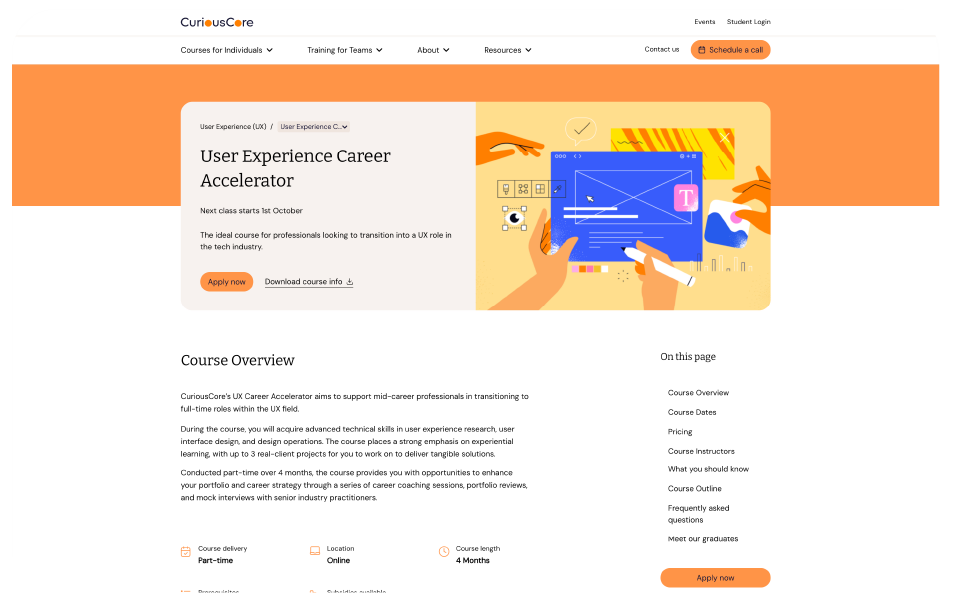 CuriousCore
Events Student Login
Courses for Individuals Training for Teams About Resources Contact us Schedule a call
User Experience (UX) / User Experience C...
User Experience Career
Accelerator
Next class starts 1st October
The ideal course for professionals looking to transition into a UX role in
the tech industry.
Apply now Download course info
T
Course Overview
CuriousCore's UX Career Accelerator aims to support mid-career professionals in transitioning to
full-time roles within the UX field.
During the course, you will acquire advanced technical skills in user experience research, user
interface design, and design operations. The course places a strong emphasis on experiential
learning, with up to 3 real-client projects for you to work on to deliver tangible solutions.
Conducted part-time over 4 months, the course provides you with opportunities to enhance
your portfolio and career strategy through a series of career coaching sessions, portfolio reviews,
and mock interviews with senior industry practitioners.
Course delivery
Part-time
Location
Online
Course length
4 Months
Prerequisites
Subsidies available
On this page
Course Overview
Course Dates
Pricing
Course Instructors
What you should know
Course Outline
Frequently asked
questions
Meet our graduates
Apply now